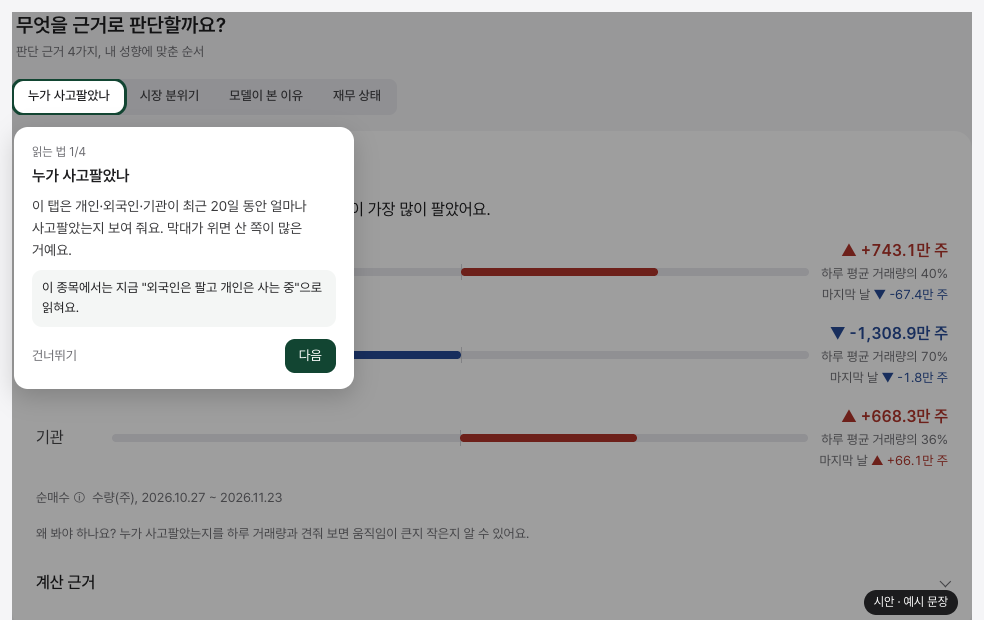 무엇을 근거로 판단할까요?
판단 근거 4가지, 내 성향에 맞춘 순서
누가 사고팔았나 시장 분위기 모델이 본 이유 재무 상태
읽는 법 1/4
누가 사고팔았나
이 탭은 개인·외국인·기관이 최근 20일 동안 얼마나
사고팔았는지 보여 줘요. 막대가 위면 산 쪽이 많은
거예요.
이 종목에서는 지금 "외국인은 팔고 개인은 사는 중"으로
읽혀요.
건너뛰기 다음
이 가장 많이 팔았어요.
▲ +743.1만 주
하루 평균 거래량의 40%
마지막 날 ▼ -67.4만 주
▼ -1,308.9만 주
하루 평균 거래량의 70%
마지막 날 ▼ -1.8만 주
기관
▲ +668.3만 주
하루 평균 거래량의 36%
마지막 날 ▲ +66.1만 주
순매수 ⓘ 수량(주), 2026.10.27 ~ 2026.11.23
왜 봐야 하나요? 누가 사고팔았는지를 하루 거래량과 견줘 보면 움직임이 큰지 작은지 알 수 있어요.
계산 근거
시안 · 예시 문장